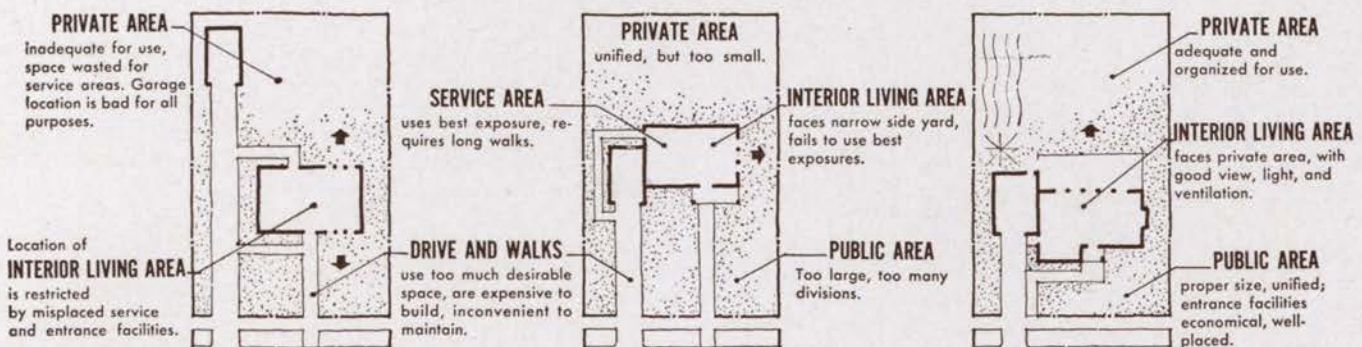 PRIVATE AREA
Inadequate for use,
space wasted for
service areas. Garage
location is bad for all
purposes.
Location of
INTERIOR LIVING AREA
is restricted
by misplaced service
and entrance facilities.
DRIVE AND WALKS
use too much desirable
space, are expensive to
build, inconvenient to
maintain.
PRIVATE AREA
unified, but too small.
SERVICE AREA
uses best exposure, re-
quires long walks.
INTERIOR LIVING AREA
faces narrow side yard,
fails to use best
exposures.
PUBLIC AREA
Too large, too many
divisions.
PRIVATE AREA
adequate and
organized for use.
INTERIOR LIVING AREA
faces private area, with
good view, light, and
ventilation.
PUBLIC AREA
proper size, unified;
entrance facilities
economical, well-
placed.